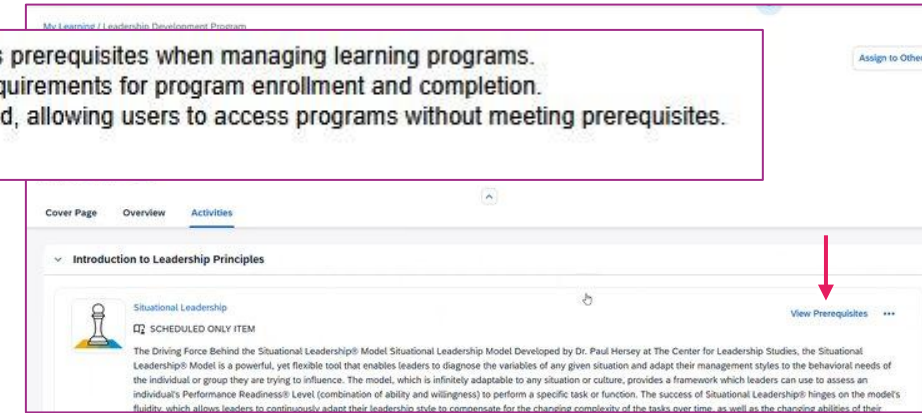 My Learning / Leadership Development Program
prerequisites when managing learning programs.
quirements for program enrollment and completion.
d, allowing users to access programs without meeting prerequisites.
Assign to Other
Cover Page Overview Activities
Introduction to Leadership Principles
Situational Leadership
SCHEDULED ONLY ITEM
View Prerequisites
The Driving Force Behind the Situational Leadership® Model Situational Leadership Model Developed by Dr. Paul Hersey at The Center for Leadership Studies, the Situational
Leadership® Model is a powerful, yet flexible tool that enables leaders to diagnose the variables of any given situation and adapt their management styles to the behavioral needs of
the individual or group they are trying to influence. The model, which is infinitely adaptable to any situation or culture, provides a framework which leaders can use to assess an
individual's Performance Readiness® Level (combination of ability and willingness) to perform a specific task or function. The success of Situational Leadership® hinges on the model's
fluidity, which allows leaders to continuously adapt their leadership style to compensate for the changing complexity of the tasks over time, as well as the changing abilities of their